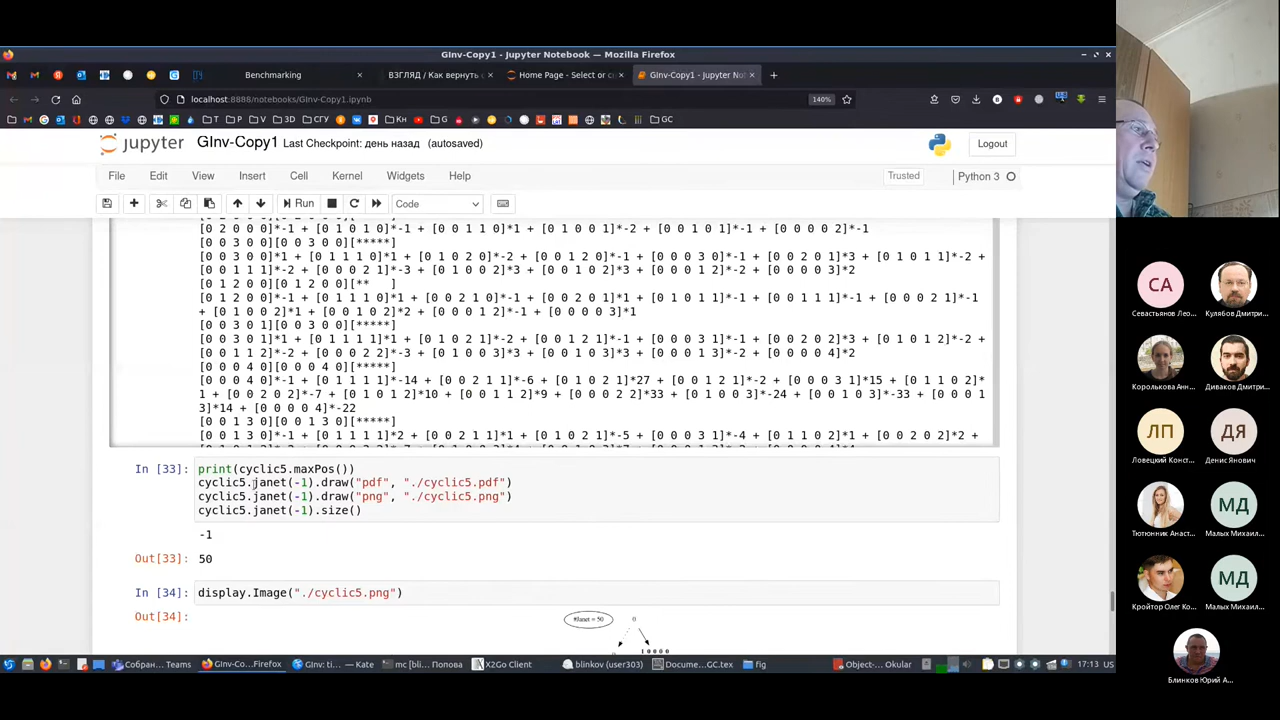 GInv-Copy1 - Jupyter Notebook — Mozilla Firefox
Benchmarking
ВЗГЛЯД / Как вернуть с
Home Page - Select or c
GInv-Copy1 - Jupyter Not
localhost:8888/notebooks/GInv-Copy1.ipynb
140%
jupyter GInv-Copy1 Last Checkpoint: день назад (autosaved)
Logout
File Edit View Insert Cell Kernel Widgets Help
Trusted
Python 3
Run
Code
[0 2 0 0 0]*-1 + [0 1 0 1 0]*-1 + [0 0 1 1 0]*1 + [0 1 0 0 1]*-2 + [0 0 1 0 1]*-1 + [0 0 0 0 2]*-1
[0 0 3 0 0][0 0 3 0 0][*****]
[0 0 3 0 0]*1 + [0 1 1 1 0]*1 + [0 1 0 2 0]*-2 + [0 0 1 2 0]*-1 + [0 0 0 3 0]*-1 + [0 0 2 0 1]*3 + [0 1 0 1 1]*-2 +
[0 0 1 1 1]*-2 + [0 0 0 2 1]*-3 + [0 1 0 0 2]*3 + [0 0 1 0 2]*3 + [0 0 0 1 2]*-2 + [0 0 0 0 3]*2
[0 1 2 0 0][0 1 2 0 0][** ]
[0 1 2 0 0]*-1 + [0 1 1 1 0]*1 + [0 0 2 1 0]*-1 + [0 0 2 0 1]*1 + [0 1 0 1 1]*-1 + [0 0 1 1 1]*-1 + [0 0 0 2 1]*-1
+ [0 1 0 0 2]*1 + [0 0 1 0 2]*2 + [0 0 0 1 2]*-1 + [0 0 0 0 3]*1
[0 0 3 0 1][0 0 3 0 0][*****]
[0 0 3 0 1]*1 + [0 1 1 1 1]*1 + [0 1 0 2 1]*-2 + [0 0 1 2 1]*-1 + [0 0 0 3 1]*-1 + [0 0 2 0 2]*3 + [0 1 0 1 2]*-2 +
[0 0 1 1 2]*-2 + [0 0 0 2 2]*-3 + [0 1 0 0 3]*3 + [0 0 1 0 3]*3 + [0 0 0 1 3]*-2 + [0 0 0 0 4]*2
[0 0 0 4 0][0 0 0 4 0][*****]
[0 0 0 4 0]*-1 + [0 1 1 1 1]*-14 + [0 0 2 1 1]*-6 + [0 1 0 2 1]*27 + [0 0 1 2 1]*-2 + [0 0 0 3 1]*15 + [0 1 1 0 2]*
1 + [0 0 2 0 2]*-7 + [0 1 0 1 2]*10 + [0 0 1 1 2]*9 + [0 0 0 2 2]*33 + [0 1 0 0 3]*-24 + [0 0 1 0 3]*-33 + [0 0 0 1
3]*14 + [0 0 0 0 4]*-22
[0 0 1 3 0][0 0 1 3 0][*****]
[0 0 1 3 0]*-1 + [0 1 1 1 1]*2 + [0 0 2 1 1]*1 + [0 1 0 2 1]*-5 + [0 0 0 3 1]*-4 + [0 1 1 0 2]*1 + [0 0 2 0 2]*2 +
In [33]: print(cyclic5.maxPos())
cyclic5.janet(-1).draw("pdf", "./cyclic5.pdf")
cyclic5.janet(-1).draw("png", "./cyclic5.png")
cyclic5.janet(-1).size()
-1
Out[33]: 50
In [34]: display.Image("./cyclic5.png")
Out[34]:
#Janet = 50
0
1 0 0 0 0
Собран... Teams
GInv-Co...Firefox
GInv: ti... — Kate
mc [bli... Попова
X2Go Client
blinkov (user303)
Docume...GC.tex
fig
Object-... Okular
17:13 US
СА
Севастьянов Лео...
Кулябов Дмитри...
Королькова Анн...
Диваков Дмитри...
ЛП
Ловецкий Конст...
ДЯ
Денис Янович
Тютюнник Анаст...
МД
Малых Михаил...
Кройтор Олег Ко...
МД
Малых Михаил...
Блинков Юрий А...